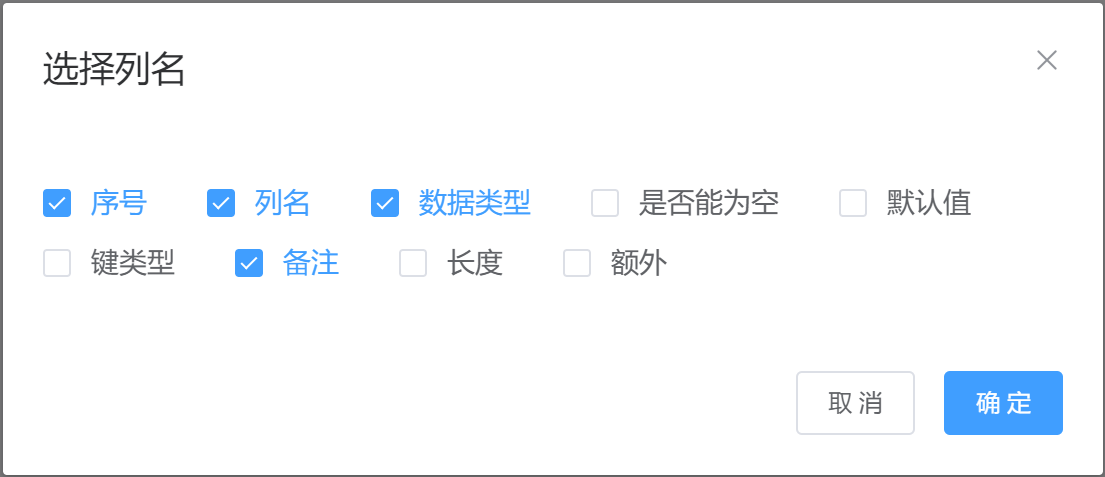 选择列名
序号 列名 数据类型 是否能为空 默认值
键类型 备注 长度 额外
取消 确定